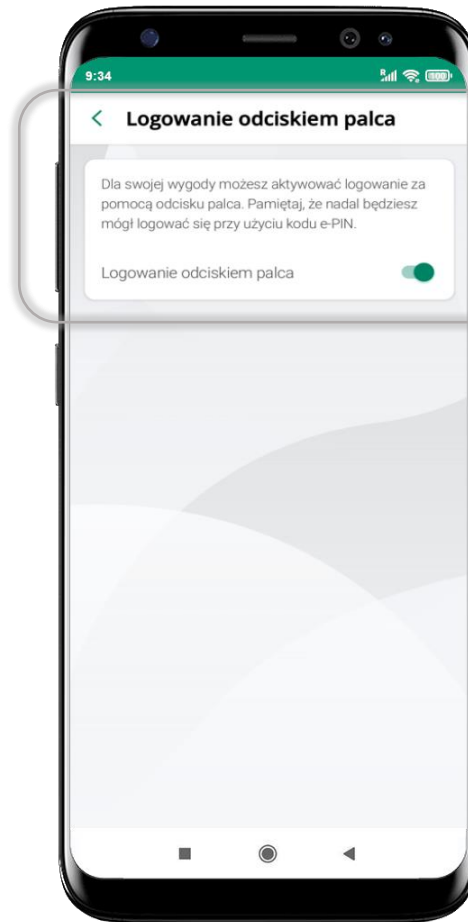 9:34
R
100
Logowanie odciskiem palca
Dla swojej wygody możesz aktywować logowanie za
pomocą odcisku palca. Pamiętaj, że nadal będziesz
mógł logować się przy użyciu kodu e-PIN.
Logowanie odciskiem palca